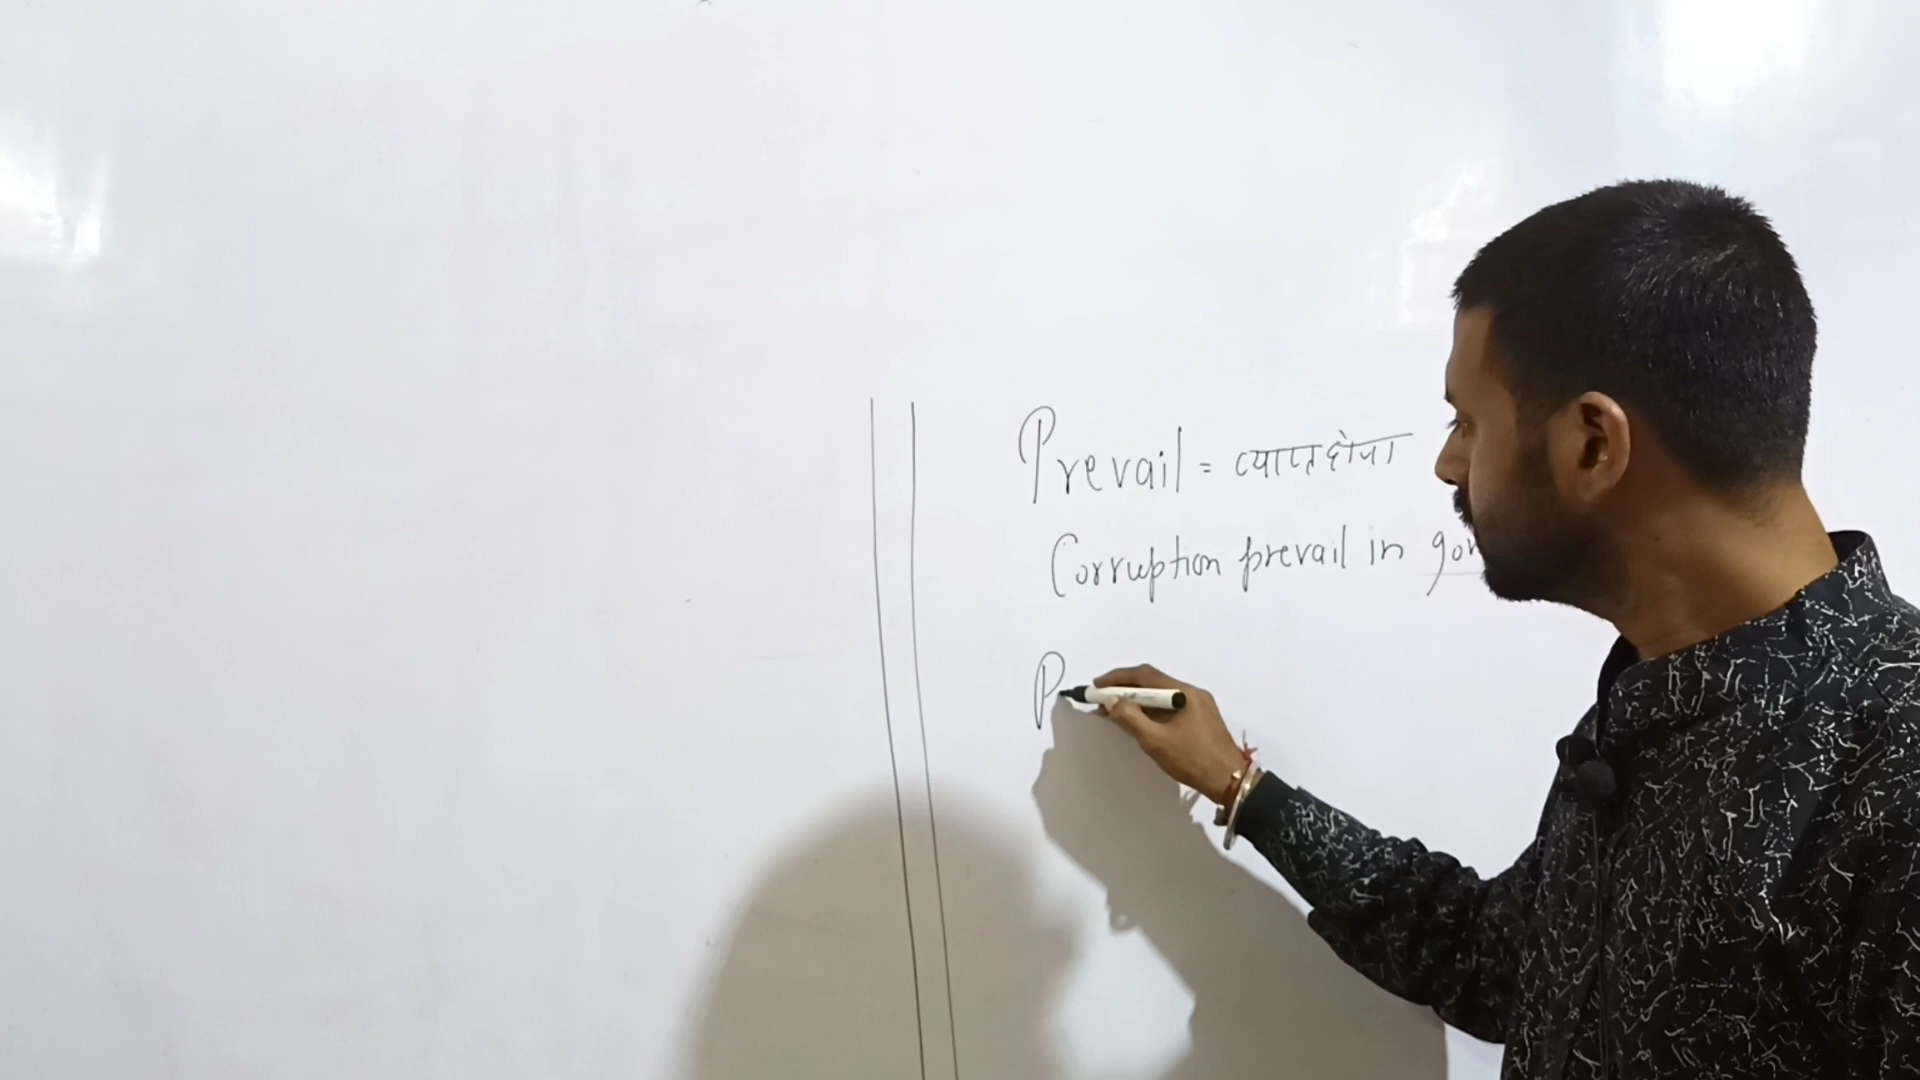 Prevail = व्याप्त होना
Corruption prevail in gov
P